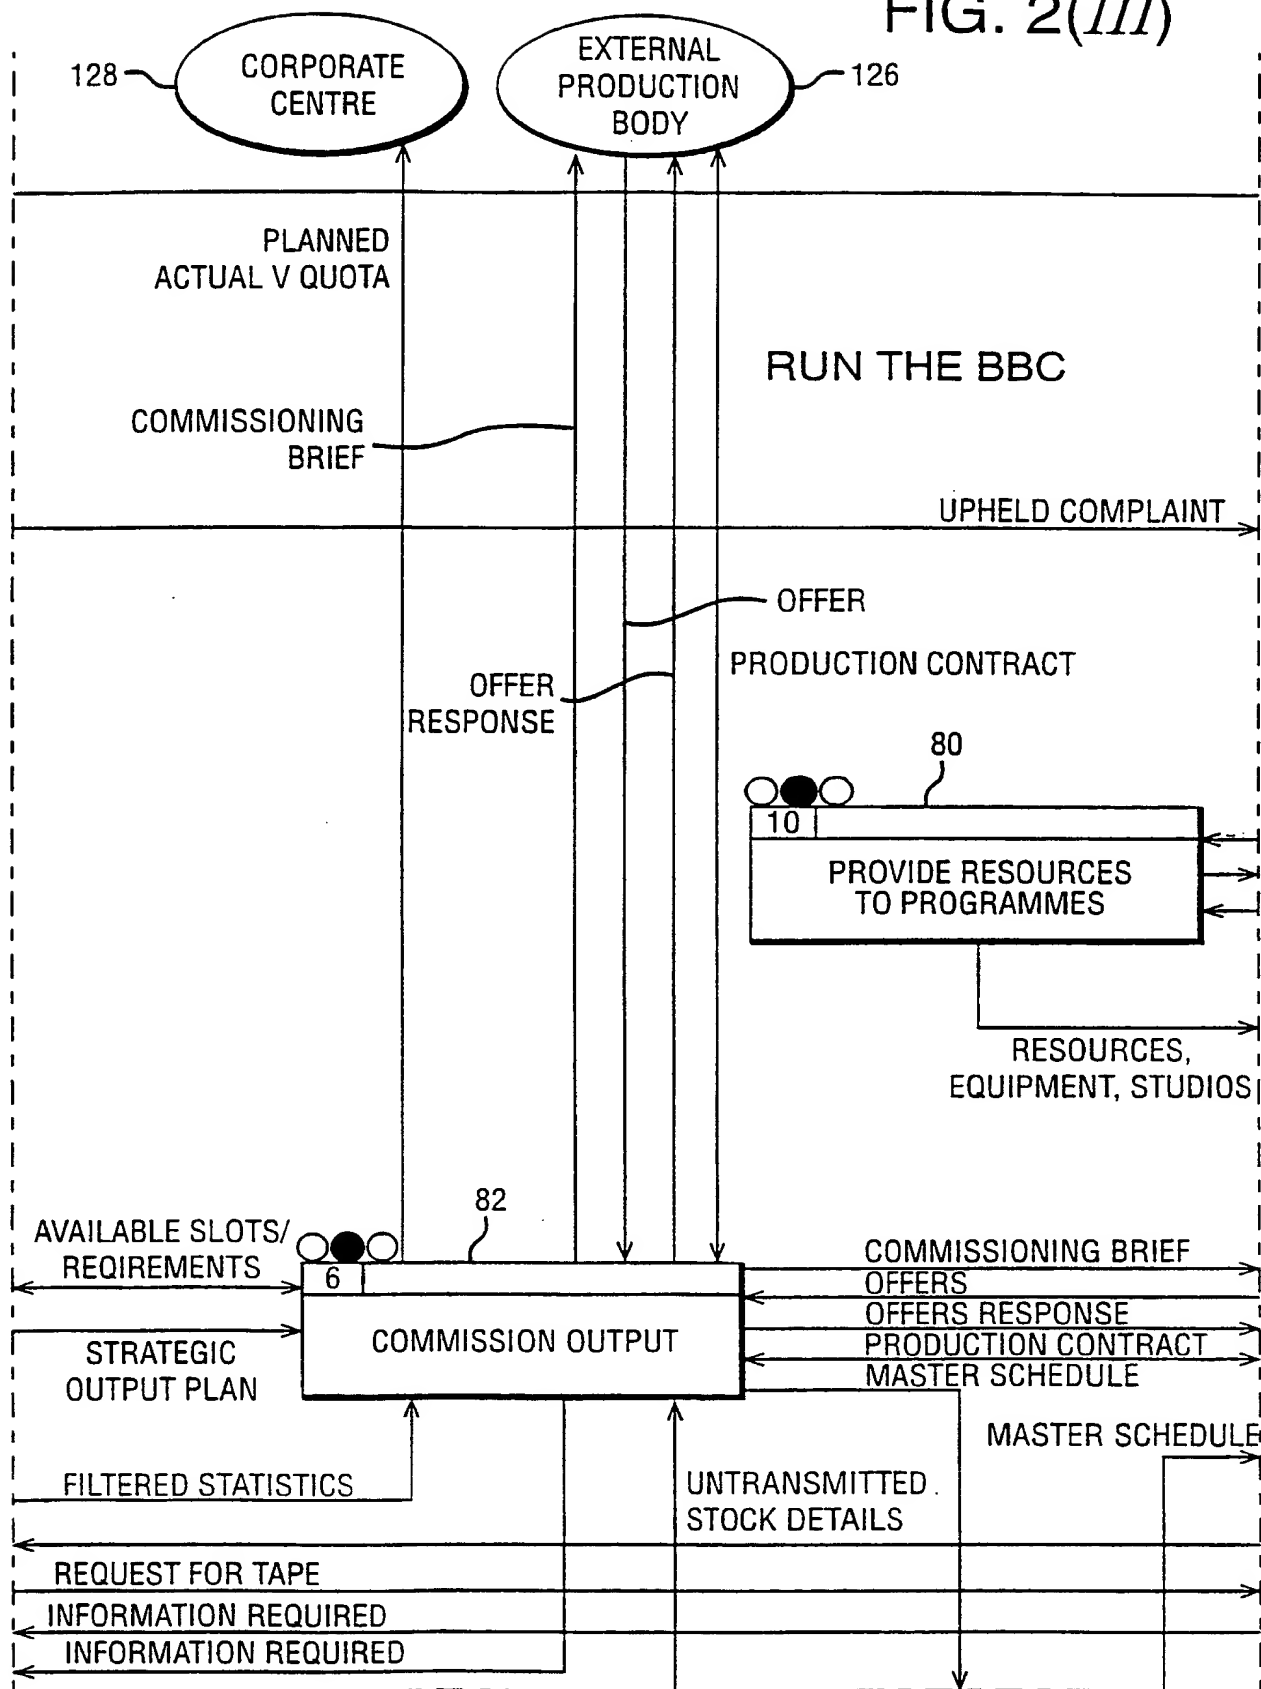 FIG. 2(III)
128
CORPORATE
CENTRE
EXTERNAL
PRODUCTION
BODY
126
PLANNED
ACTUAL V QUOTA
RUN THE BBC
COMMISSIONING
BRIEF
UPHELD COMPLAINT
OFFER
PRODUCTION CONTRACT
OFFER
RESPONSE
80
10
PROVIDE RESOURCES
TO PROGRAMMES
RESOURCES,
EQUIPMENT, STUDIOS
82
AVAILABLE SLOTS/
REQIREMENTS
6
COMMISSION OUTPUT
STRATEGIC
OUTPUT PLAN
COMMISSIONING BRIEF
OFFERS
OFFERS RESPONSE
PRODUCTION CONTRACT
MASTER SCHEDULE
MASTER SCHEDULE
FILTERED STATISTICS
UNTRANSMITTED
STOCK DETAILS
REQUEST FOR TAPE
INFORMATION REQUIRED
INFORMATION REQUIRED